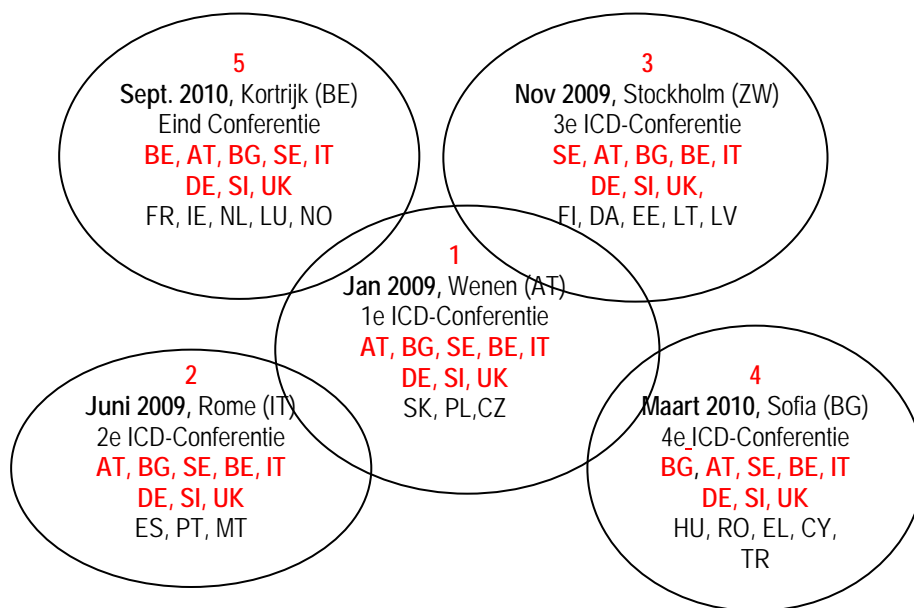 5
Sept. 2010, Kortrijk (BE)
Eind Conferentie
BE, AT, BG, SE, IT
DE, SI, UK
FR, IE, NL, LU, NO
3
Nov 2009, Stockholm (ZW)
3e ICD-Conferentie
SE, AT, BG, BE, IT
DE, SI, UK,
FI, DA, EE, LT, LV
1
Jan 2009, Wenen (AT)
1e ICD-Conferentie
AT, BG, SE, BE, IT
DE, SI, UK
SK, PL,CZ
2
Juni 2009, Rome (IT)
2e ICD-Conferentie
AT, BG, SE, BE, IT
DE, SI, UK
ES, PT, MT
4
Maart 2010, Sofia (BG)
4e ICD-Conferentie
BG, AT, SE, BE, IT
DE, SI, UK
HU, RO, EL, CY,
TR